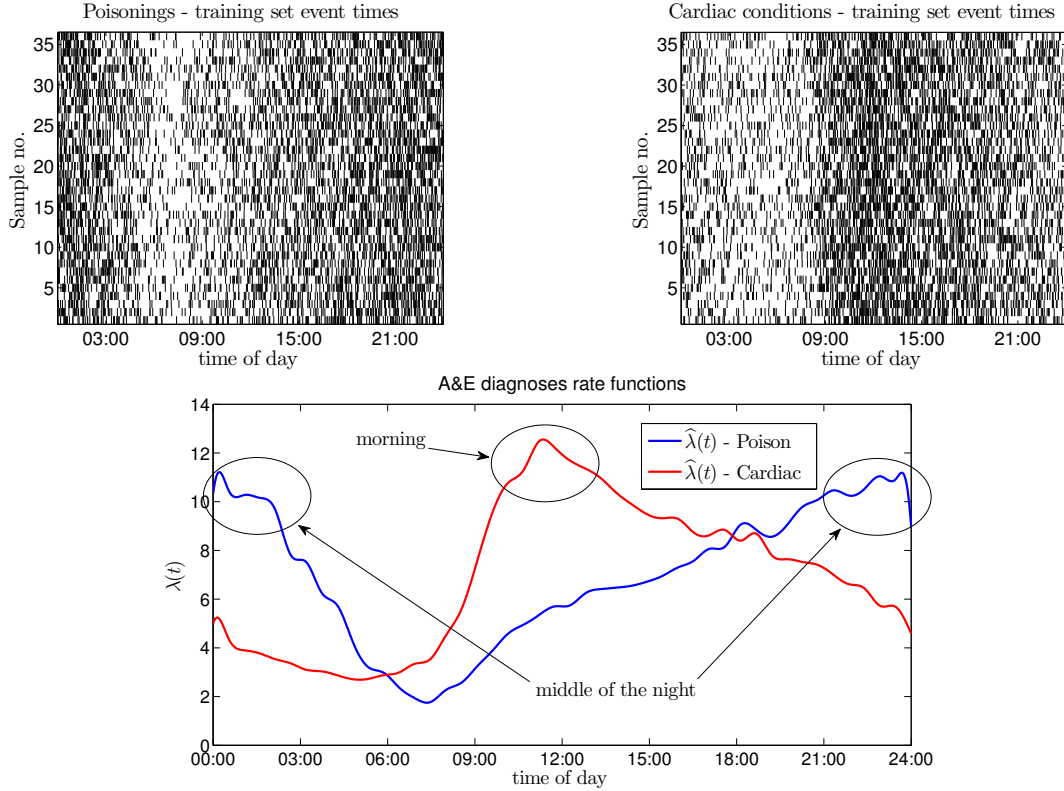 Poisonings - training set event times
Sample no.
35
30
25
20
15
10
5
03:00 09:00 15:00 21:00
time of day
Cardiac conditions - training set event times
Sample no.
35
30
25
20
15
10
5
03:00 09:00 15:00 21:00
time of day
A&E diagnoses rate functions
λ(t)
14
12
10
8
6
4
2
0
morning
λ̂(t) - Poison
λ̂(t) - Cardiac
middle of the night
00:00 03:00 06:00 09:00 12:00 15:00 18:00 21:00 24:00
time of day